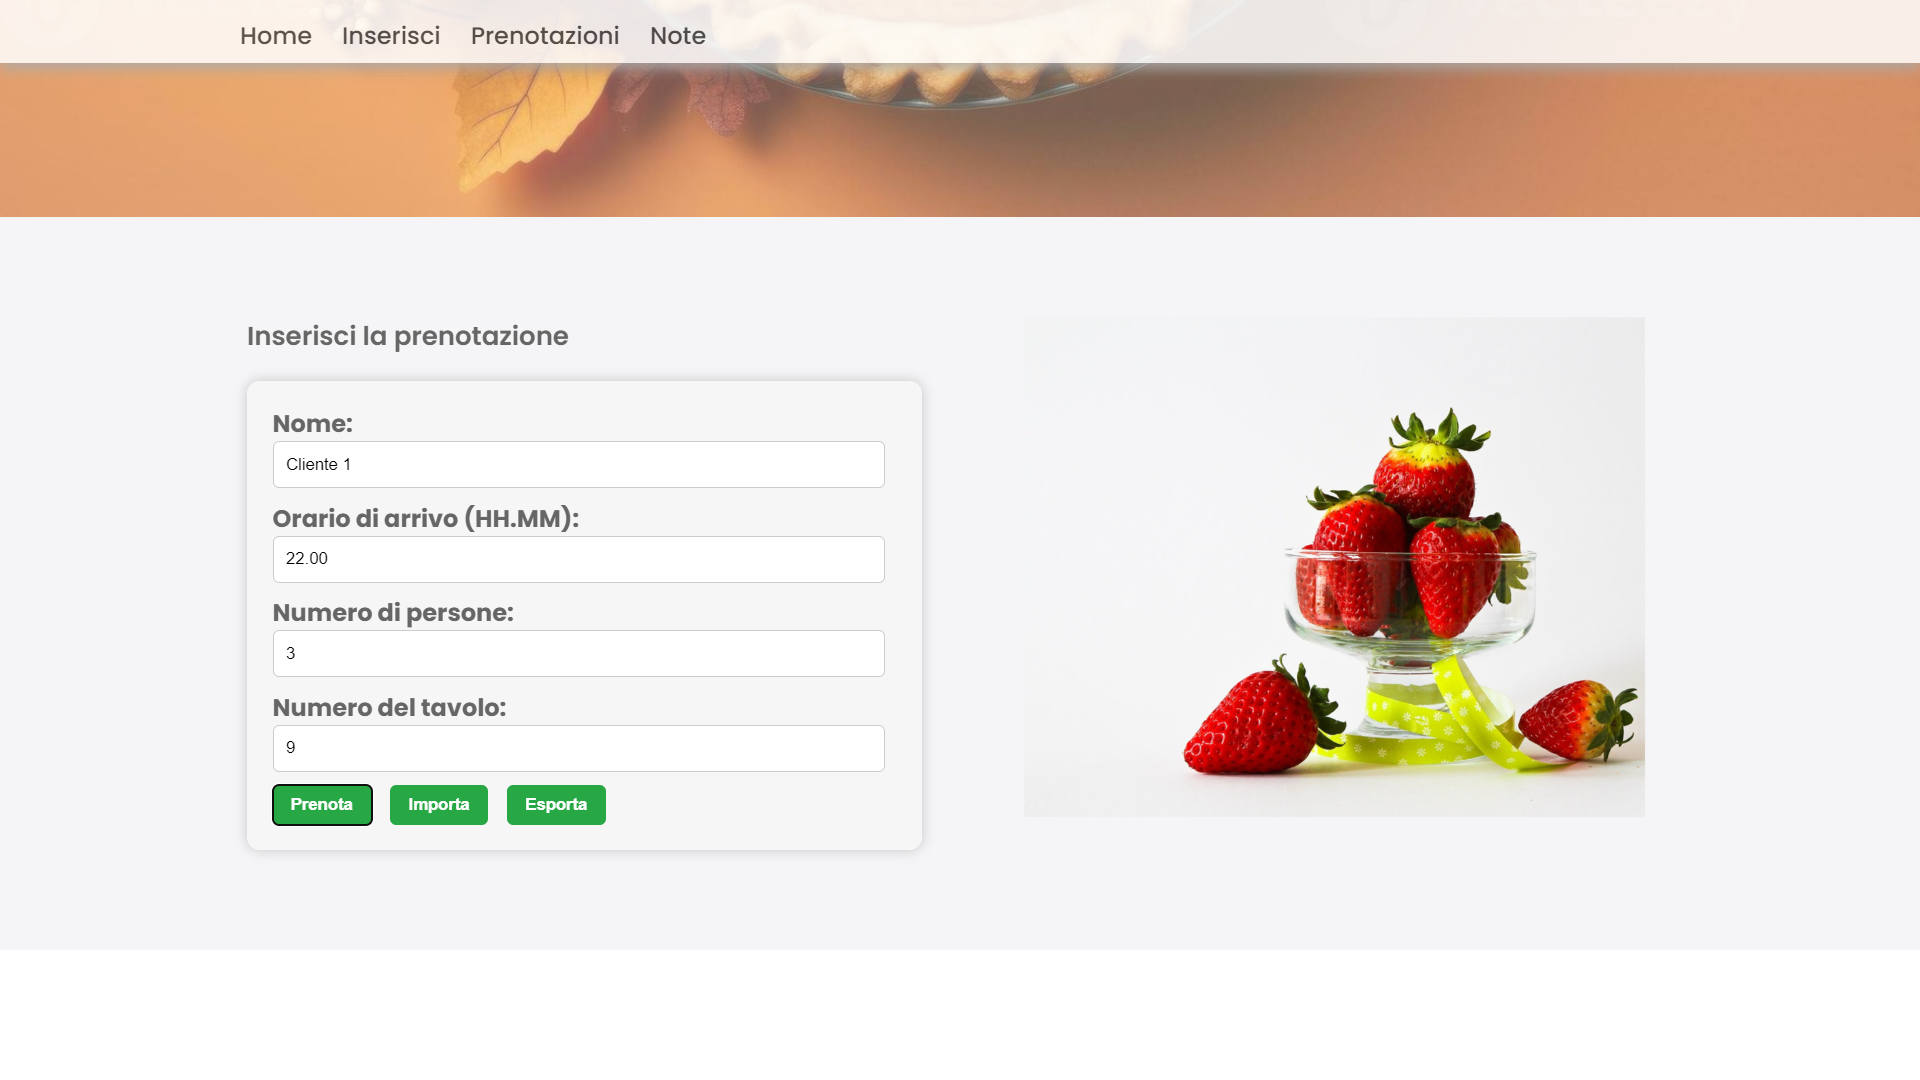 Home Inserisci Prenotazioni Note
Inserisci la prenotazione
Nome:
Cliente 1
Orario di arrivo (HH.MM):
22.00
Numero di persone:
3
Numero del tavolo:
9
Prenota Importa Esporta